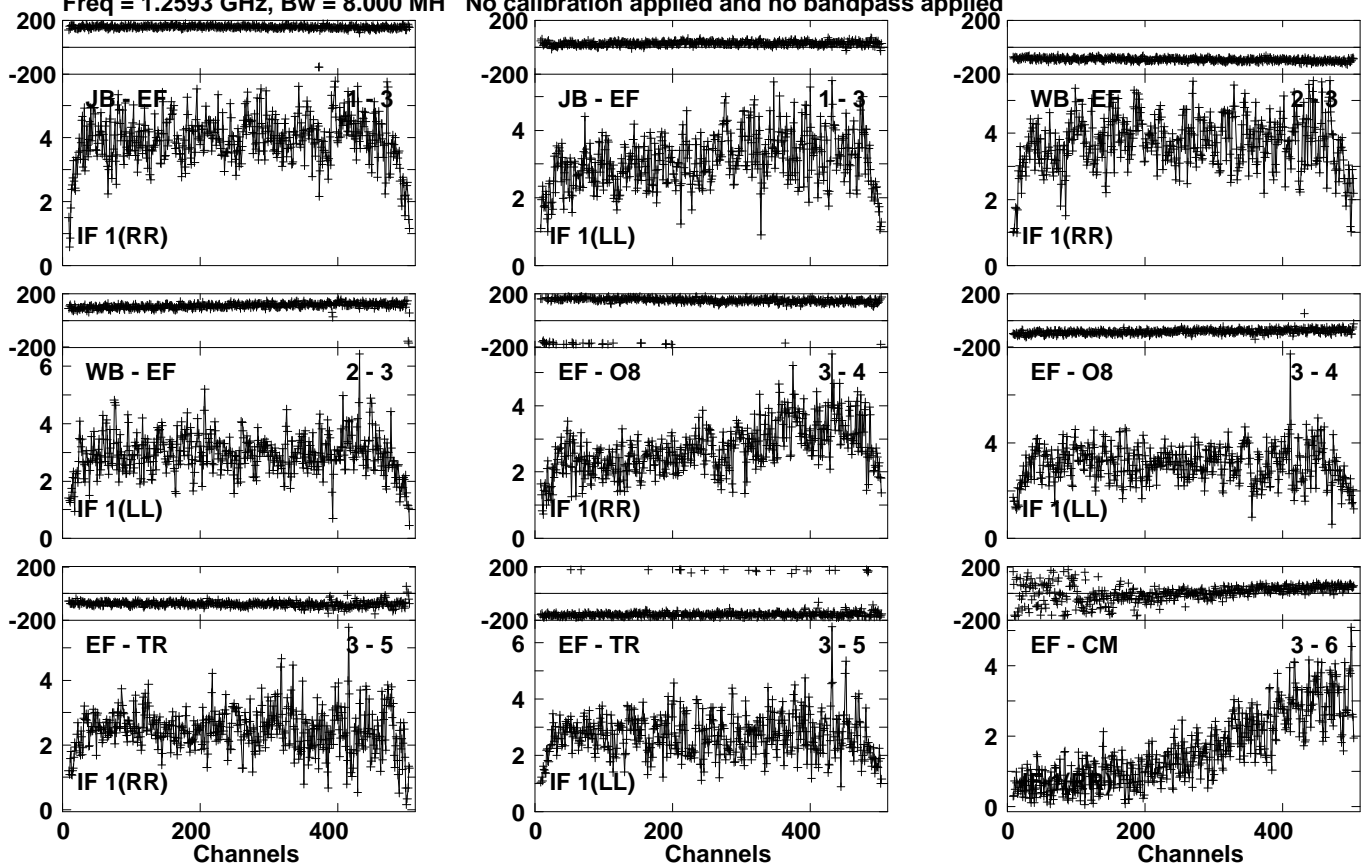 Freq = 1.2593 GHz, Bw = 8.000 MH No calibration applied and no bandpass applied
200
-200
JB - EF 1 - 3
4
2
0
IF 1(RR)
JB - EF 1 - 3
4
2
0
IF 1(LL)
200
-200
WB - EF 2 - 3
4
2
0
IF 1(RR)
200
-200
6
WB - EF 2 - 3
4
2
0
IF 1(LL)
200
-200
EF - O8 3 - 4
4
2
0
IF 1(RR)
200
-200
EF - O8 3 - 4
4
0
IF 1(LL)
200
-200
EF - TR 3 - 5
4
2
0
IF 1(RR)
0 200 400
Channels
200
-200
6
EF - TR 3 - 5
4
2
0
IF 1(LL)
0 200 400
Channels
200
-200
EF - CM 3 - 6
4
2
0
0 200 400
Channels